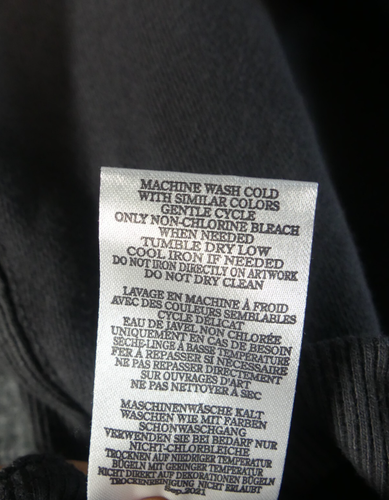 MACHINE WASH COLD
WITH SIMILAR COLORS
GENTLE CYCLE
ONLY NON-CHLORINE BLEACH
WHEN NEEDED
TUMBLE DRY LOW
COOL IRON IF NEEDED
DO NOT IRON DIRECTLY ON ARTWORK
DO NOT DRY CLEAN
LAVAGE EN MACHINE À FROID
AVEC DES COULEURS SEMBLABLES
CYCLE DÉLICAT
EAU DE JAVEL NON CHLORÉE
UNIQUEMENT EN CAS DE BESOIN
SÈCHE-LINGE À BASSE TEMPÉRATURE
FER À REPASSER SI NÉCESSAIRE
NE PAS REPASSER DIRECTEMENT
SUR OUVRAGES D'ART
NE PAS NETTOYER À SEC
MASCHINENWÄSCHE KALT
WASCHEN WIE MIT FARBEN
SCHONWASCHGANG
VERWENDEN SIE BEI BEDARF NUR
NICHT-CHLORBLEICHE
TROCKNEN AUF NIEDRIGER TEMPERATUR
BÜGELN MIT GERINGER TEMPERATUR
NICHT DIREKT AUF DEKORATIONEN BÜGELN
TROCKENREINIGUNG NICHT ERLAUBT